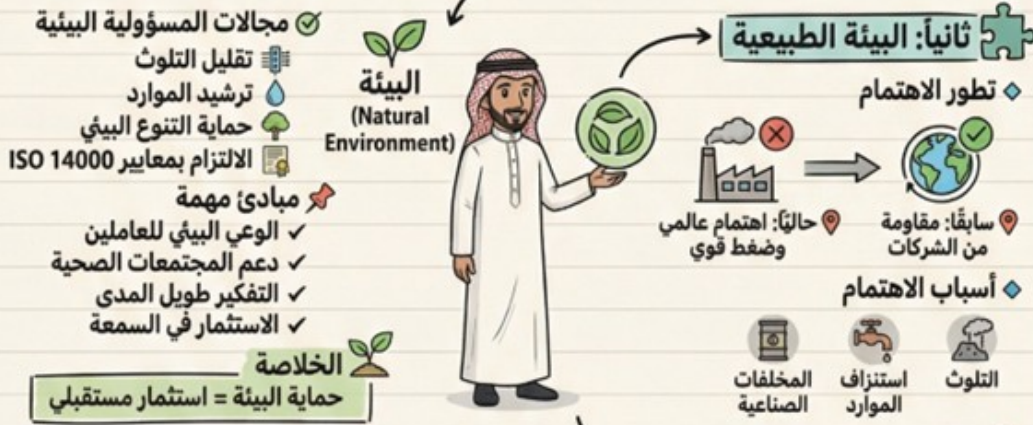 ثانياً: البيئة الطبيعية
تطور الاهتمام
سابقًا: مقاومة
من الشركات
حاليًا: اهتمام عالمي
وضغط قوي
أسباب الاهتمام
التلوث
استنزاف
الموارد
المخلفات
الصناعية
البيئة
(Natural
Environment)
مجالات المسؤولية البيئية
تقليل التلوث
ترشيد الموارد
حماية التنوع البيئي
الالتزام بمعايير ISO 14000
مبادئ مهمة
الوعي البيئي للعاملين
دعم المجتمعات الصحية
التفكير طويل المدى
الاستثمار في السمعة
الخلاصة
حماية البيئة = استثمار مستقبلي